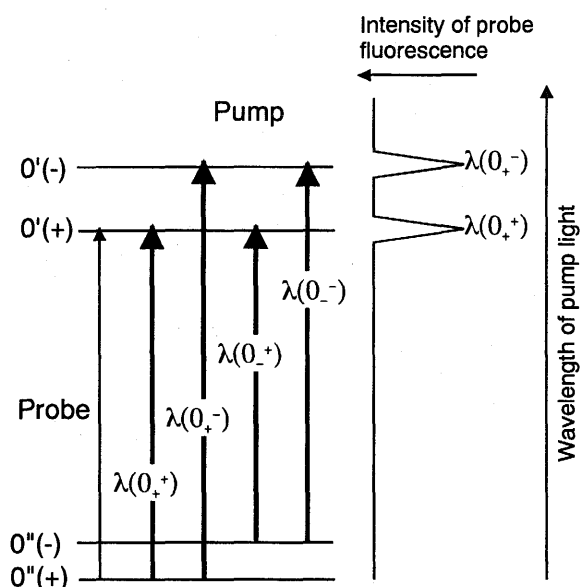 Intensity of probe
fluorescence
Pump
0'(-)
λ(0₊⁻)
0'(+)
λ(0₊⁺)
λ(0₋⁻)
λ(0₋⁺)
Probe
λ(0₊⁻)
λ(0₊⁺)
0"(-)
0"(+)
Wavelength of pump light